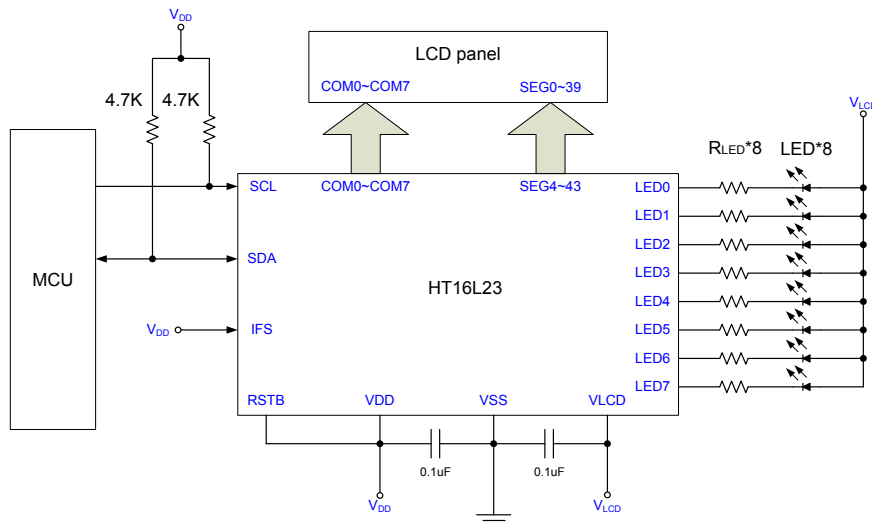 VDD
LCD panel
COM0~COM7 SEG0~39
4.7K 4.7K
VLCD
RLED*8 LED*8
MCU
SCL COM0~COM7 SEG4~43 LED0
LED1
LED2
SDA
LED3
HT16L23
LED4
VDD IFS LED5
LED6
LED7
RSTB VDD VSS VLCD
0.1uF 0.1uF
VDD VLCD